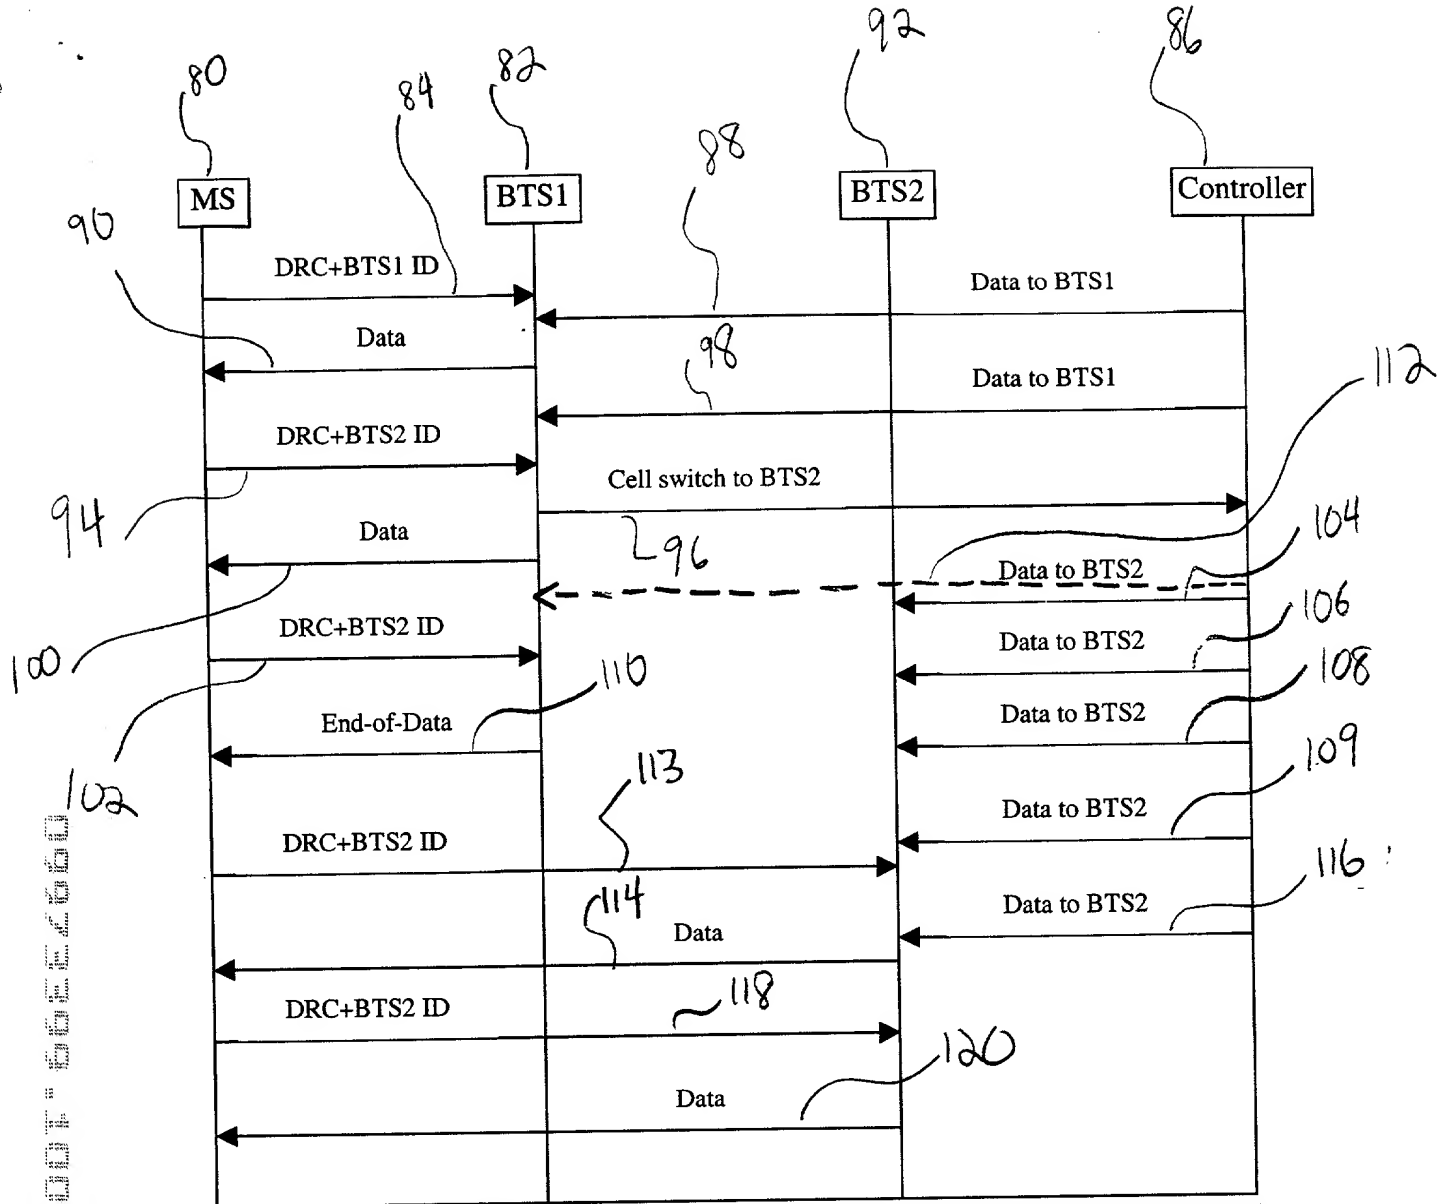 92
86
80
82
84
88
MS
BTS1
BTS2
Controller
90
DRC+BTS1 ID
Data to BTS1
Data
98
Data to BTS1
112
DRC+BTS2 ID
Cell switch to BTS2
94
Data
96
104
Data to BTS2
106
DRC+BTS2 ID
Data to BTS2
100
110
108
End-of-Data
Data to BTS2
102
113
109
Data to BTS2
DRC+BTS2 ID
114
116
Data to BTS2
Data
DRC+BTS2 ID
118
120
Data